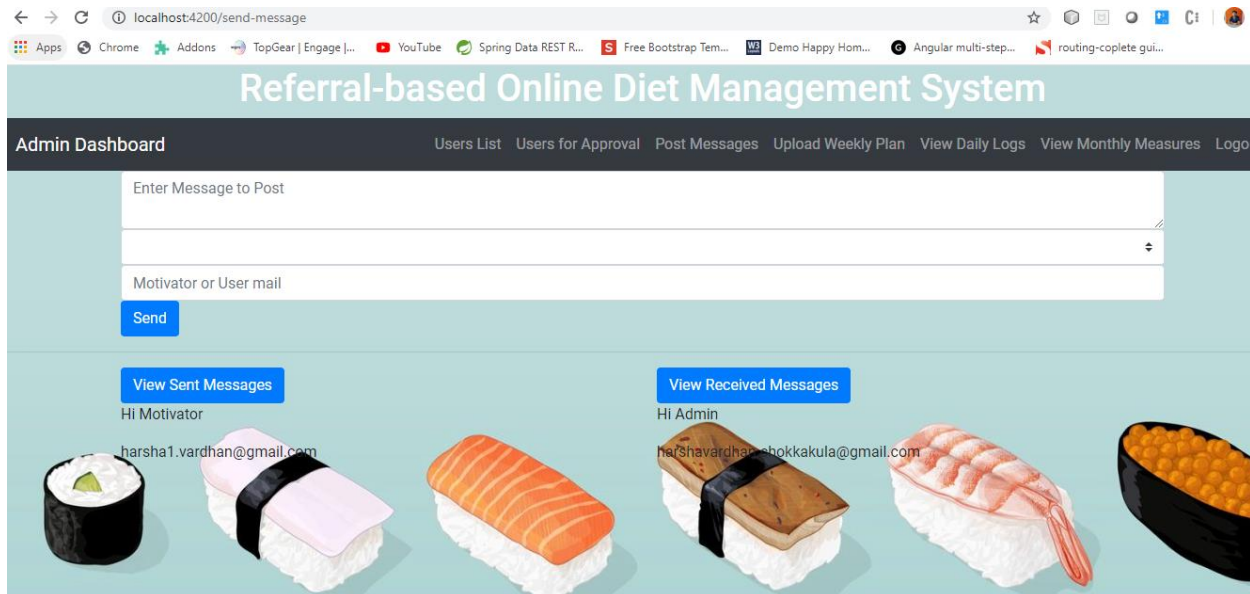 localhost:4200/send-message
Apps Chrome Addons TopGear | Engage |... YouTube Spring Data REST R... Free Bootstrap Tem... Demo Happy Hom... Angular multi-step... routing-coplete gui...
Referral-based Online Diet Management System
Admin Dashboard Users List Users for Approval Post Messages Upload Weekly Plan View Daily Logs View Monthly Measures Logo
Enter Message to Post
Motivator or User mail
Send
View Sent Messages View Received Messages
Hi Motivator Hi Admin
harsha1.vardhan@gmail.com harshavardhan.chokkakula@gmail.com